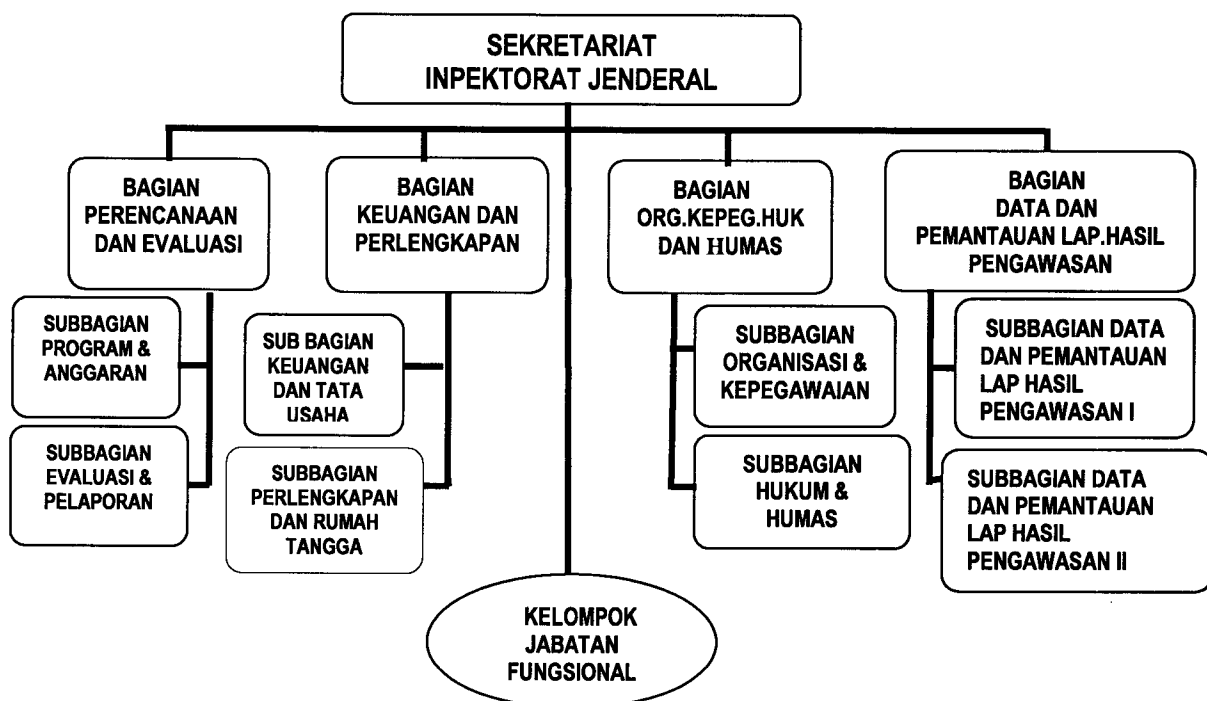 SEKRETARIAT
INPEKTORAT JENDERAL
BAGIAN
PERENCANAAN
DAN EVALUASI
BAGIAN
KEUANGAN DAN
PERLENGKAPAN
BAGIAN
ORG.KEPEG.HUK
DAN HUMAS
BAGIAN
DATA DAN
PEMANTAUAN LAP.HASIL
PENGAWASAN
SUBBAGIAN
PROGRAM &
ANGGARAN
SUB BAGIAN
KEUANGAN
DAN TATA
USAHA
SUBBAGIAN
ORGANISASI &
KEPEGAWAIAN
SUBBAGIAN DATA
DAN PEMANTAUAN
LAP HASIL
PENGAWASAN I
SUBBAGIAN
EVALUASI &
PELAPORAN
SUBBAGIAN
PERLENGKAPAN
DAN RUMAH
TANGGA
SUBBAGIAN
HUKUM &
HUMAS
SUBBAGIAN DATA
DAN PEMANTAUAN
LAP HASIL
PENGAWASAN II
KELOMPOK
JABATAN
FUNGSIONAL